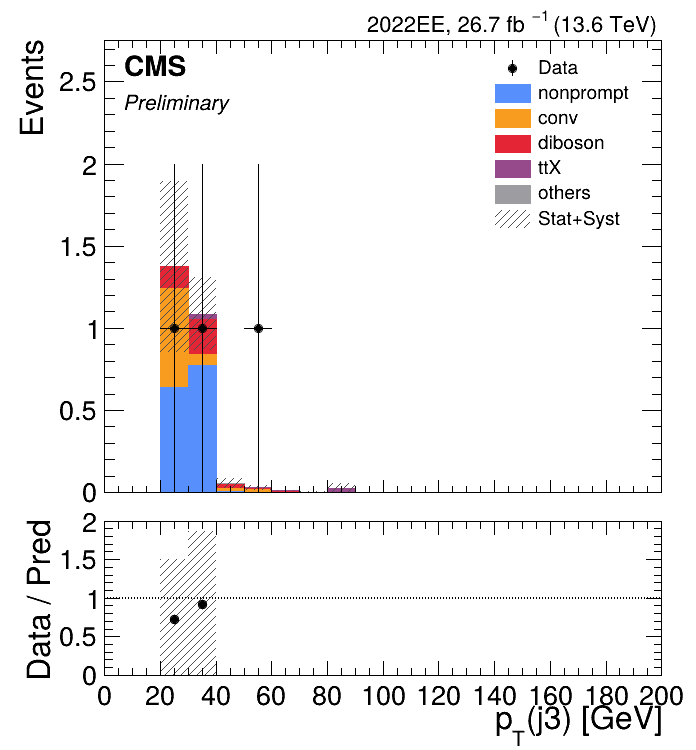 2022EE, 26.7 fb⁻¹ (13.6 TeV)
CMS
Preliminary
Events
2.5
2
1.5
1
0.5
0
Data
nonprompt
conv
diboson
ttX
others
Stat+Syst
Data / Pred
2
1.5
1
0.5
0
0 20 40 60 80 100 120 140 160 180 200
p_T(j3) [GeV]